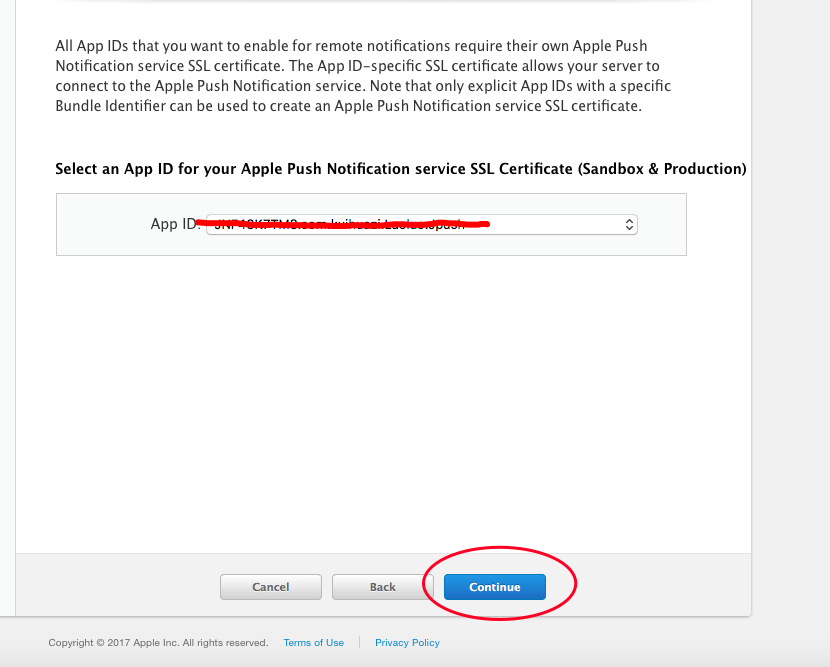 All App IDs that you want to enable for remote notifications require their own Apple Push
Notification service SSL certificate. The App ID-specific SSL certificate allows your server to
connect to the Apple Push Notification service. Note that only explicit App IDs with a specific
Bundle Identifier can be used to create an Apple Push Notification service SSL certificate.
Select an App ID for your Apple Push Notification service SSL Certificate (Sandbox & Production)
App ID:
Cancel Back Continue
Copyright © 2017 Apple Inc. All rights reserved. Terms of Use Privacy Policy